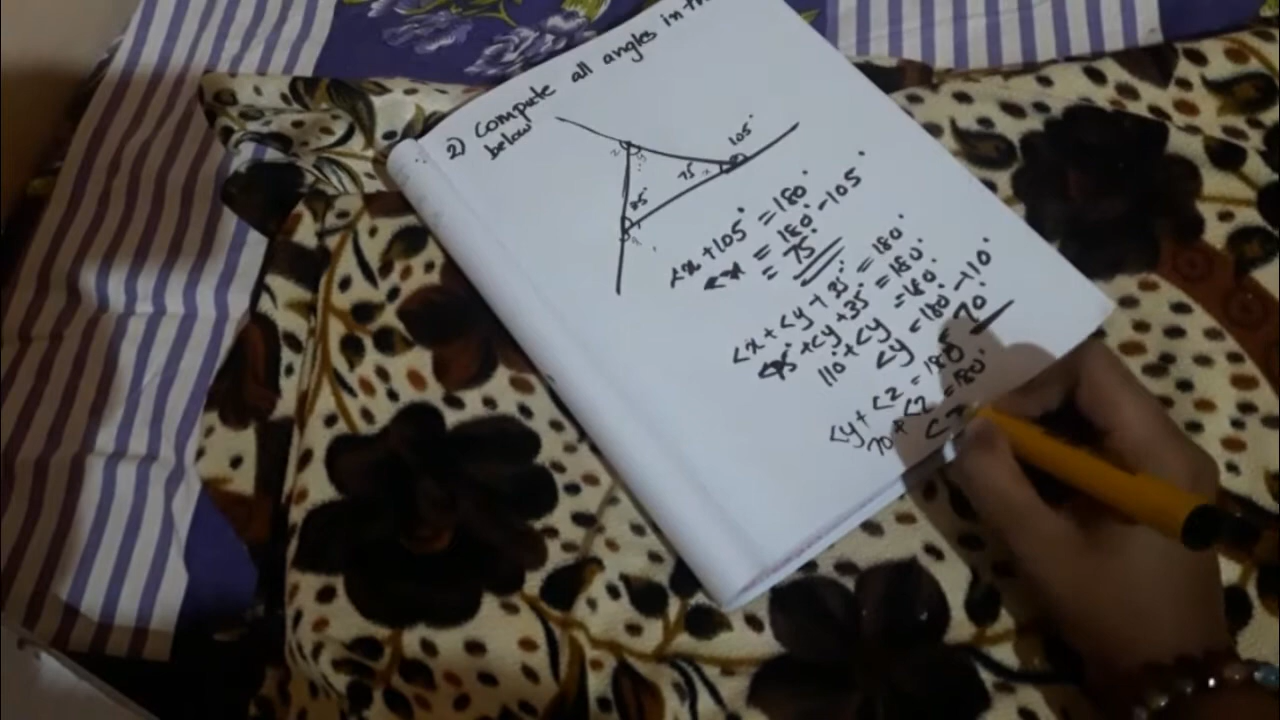 2) Compute all angles in
below
105°
75
x
y
z
35°
<x + 105° = 180°
<x = 180° - 105
= 75°
<x + <y + 35° = 180°
75° + <y + 35° = 180°
110° + <y = 180°
<y = 180° - 110°
70°
<y + <z = 180°
70 + <z = 180°
<z